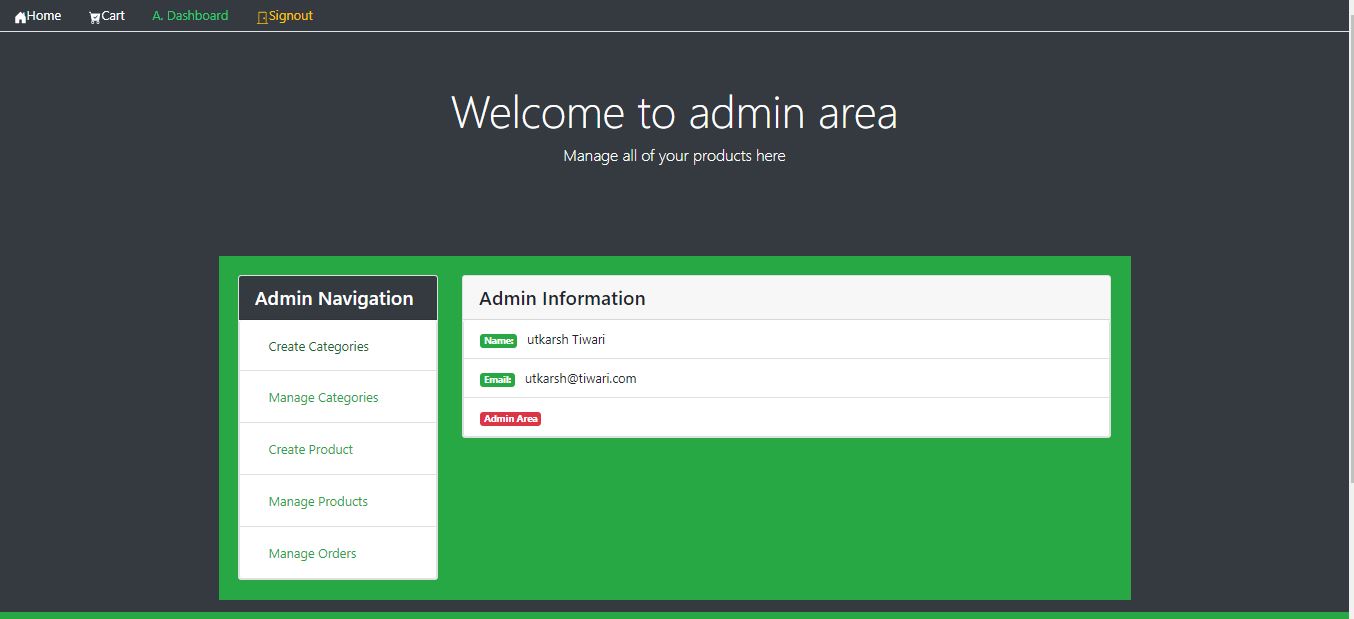 Home Cart A. Dashboard Signout
Welcome to admin area
Manage all of your products here
Admin Navigation
Create Categories
Manage Categories
Create Product
Manage Products
Manage Orders
Admin Information
Name: utkarsh Tiwari
Email: utkarsh@tiwari.com
Admin Area